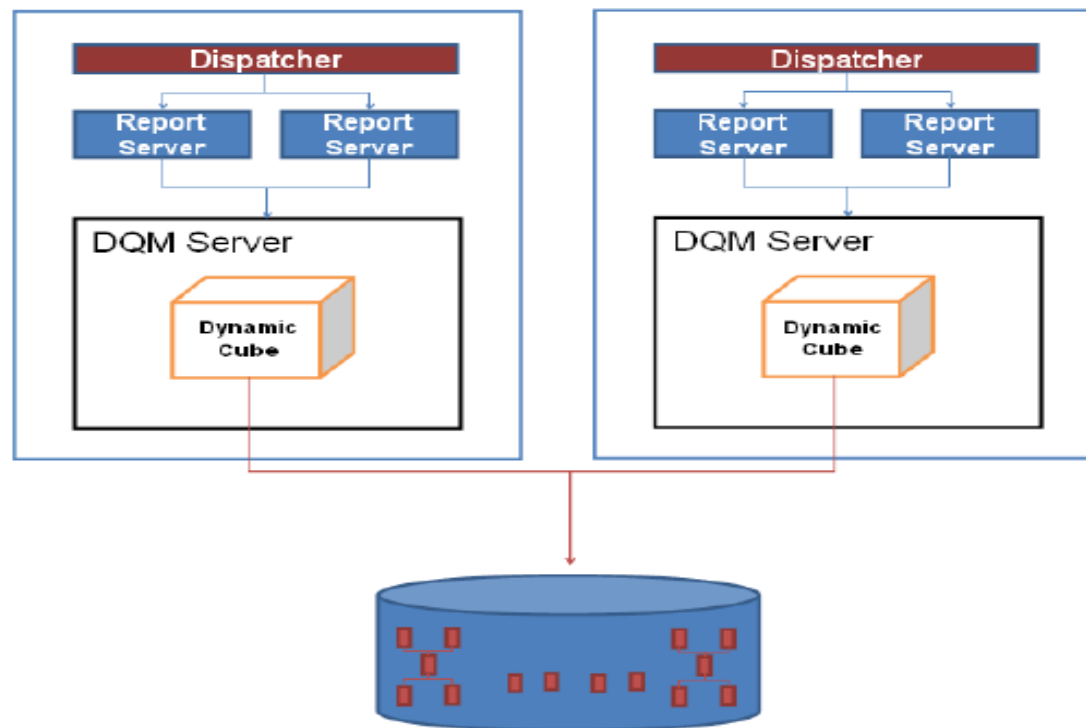 Dispatcher
Report
Server
Report
Server
DQM Server
Dynamic
Cube
Dispatcher
Report
Server
Report
Server
DQM Server
Dynamic
Cube